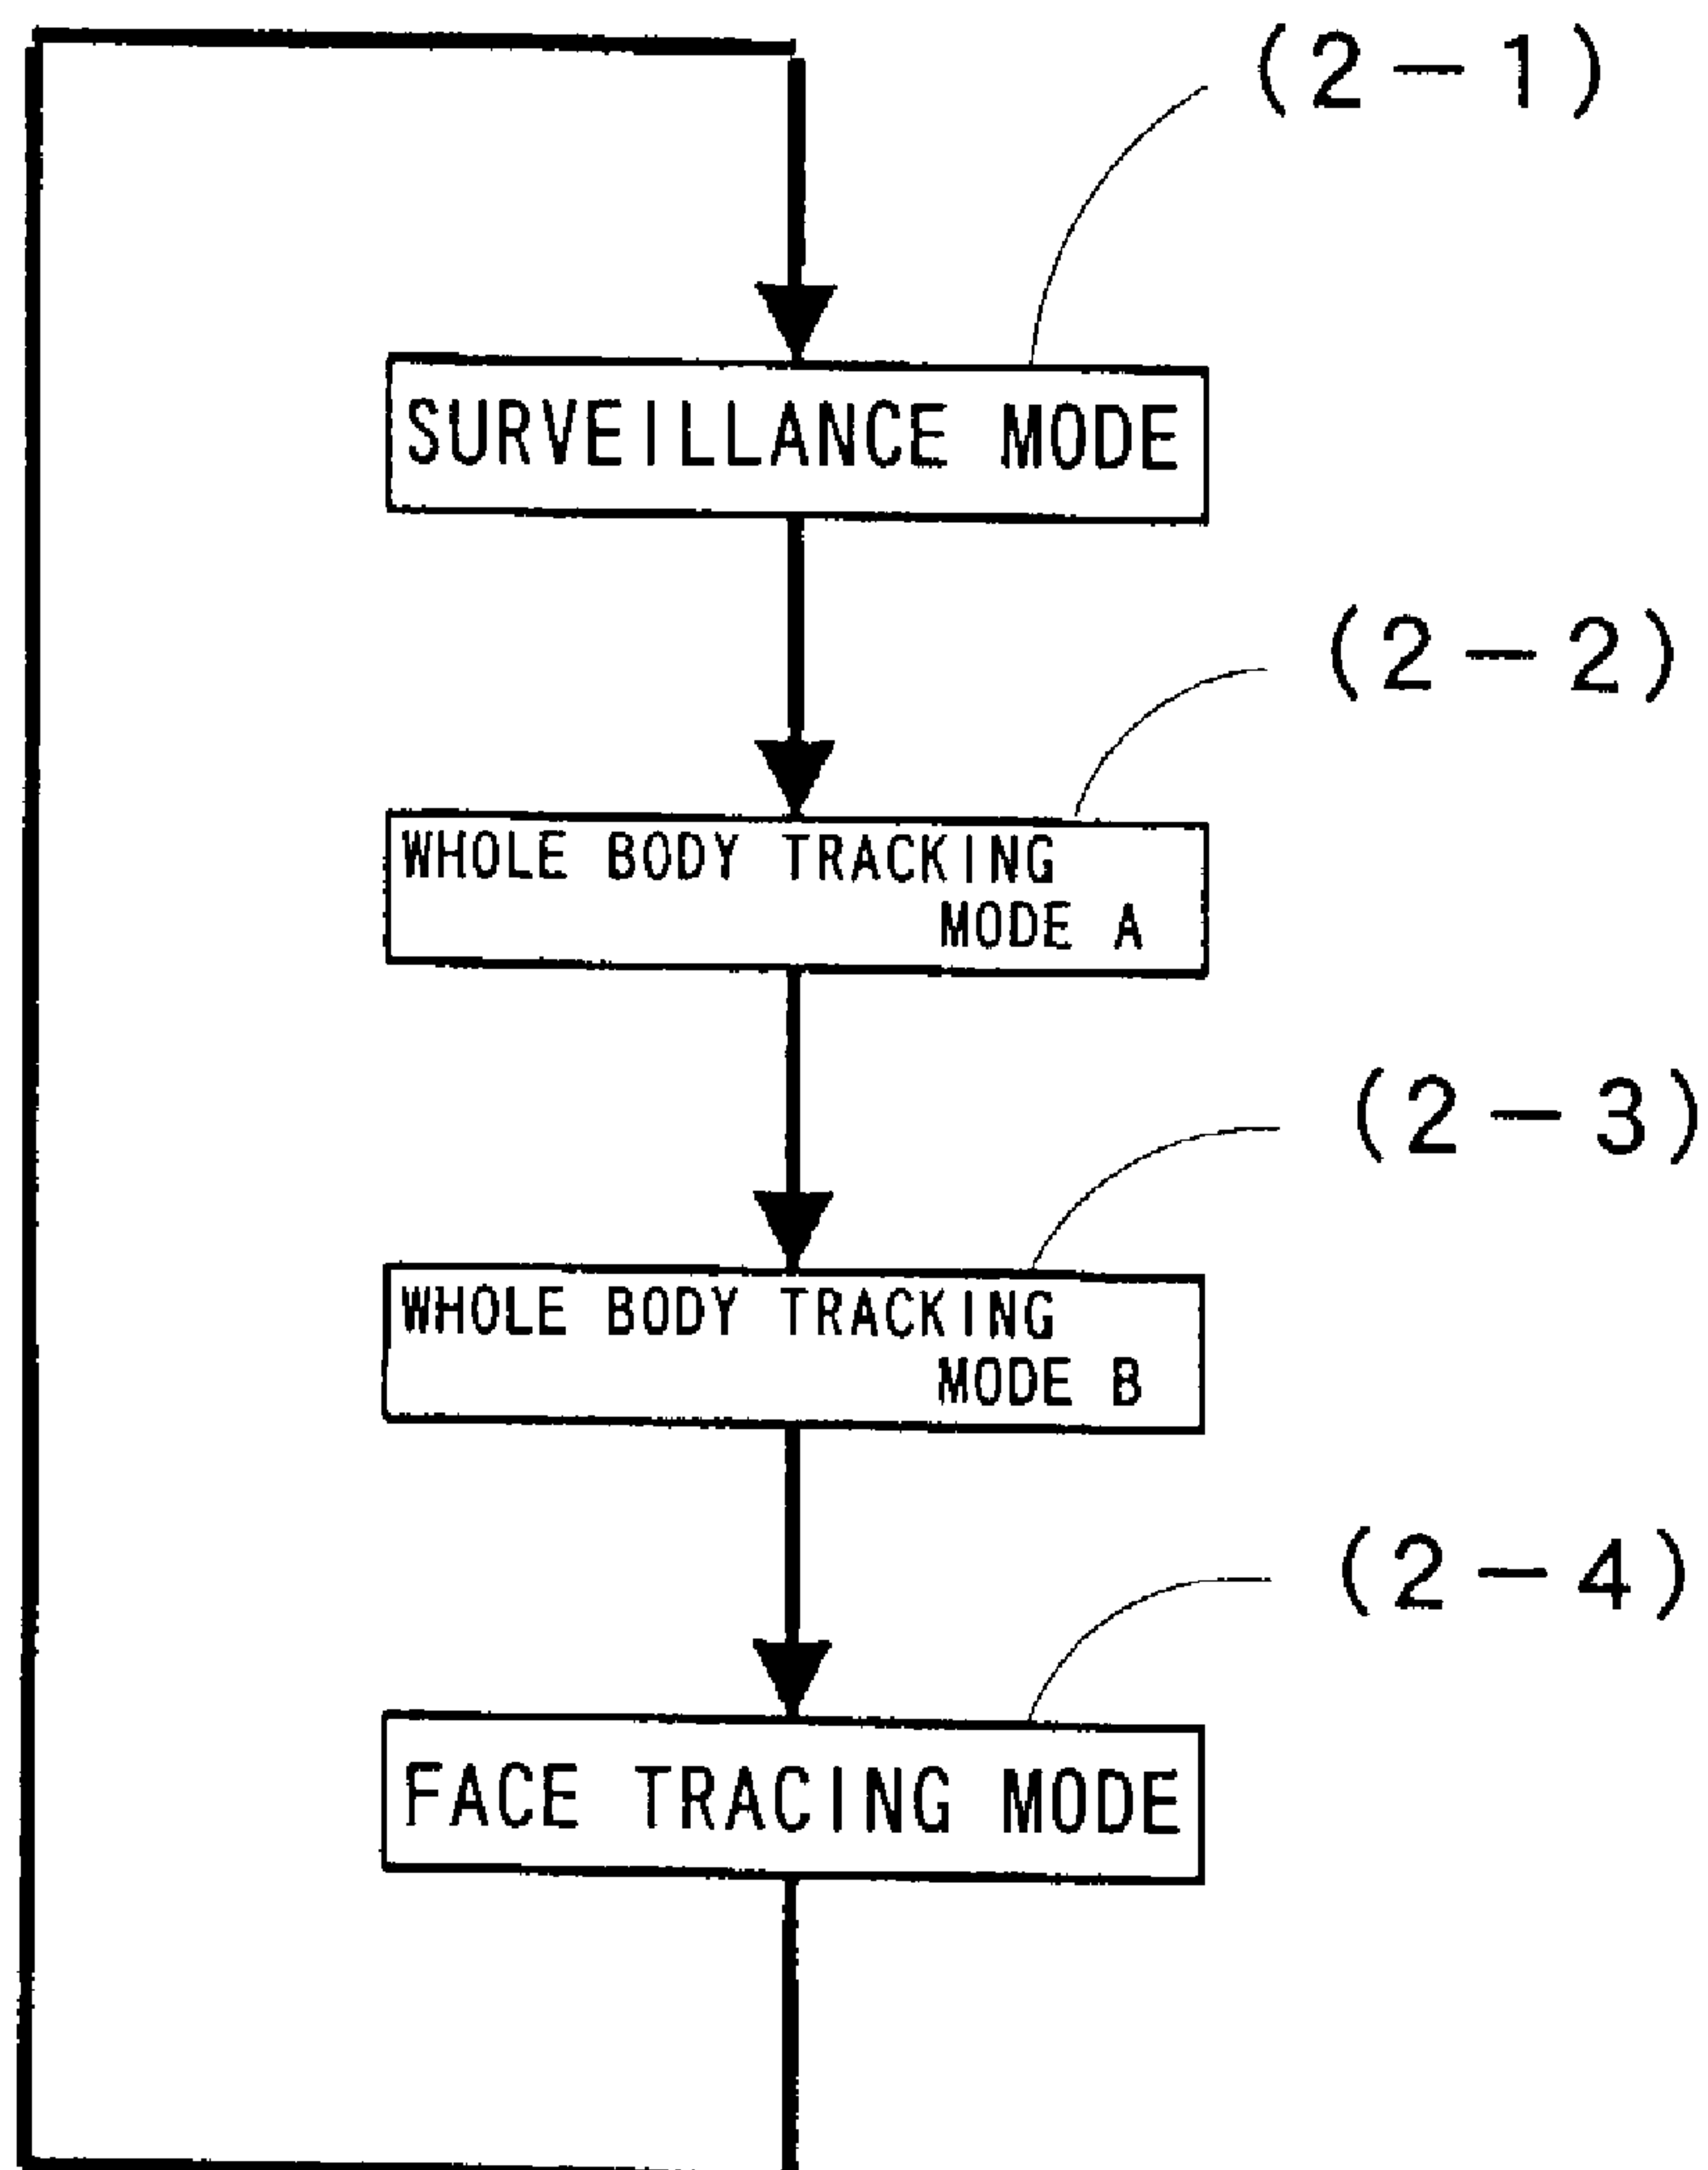 (2-1)
SURVEILLANCE MODE
(2-2)
WHOLE BODY TRACKING
MODE A
(2-3)
WHOLE BODY TRACKING
MODE B
(2-4)
FACE TRACING MODE